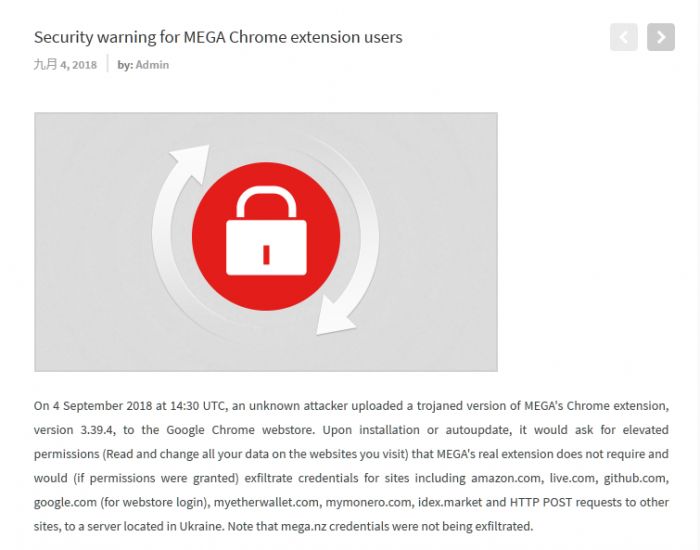 Security warning for MEGA Chrome extension users
九月 4, 2018 by: Admin
On 4 September 2018 at 14:30 UTC, an unknown attacker uploaded a trojaned version of MEGA's Chrome extension,
version 3.39.4, to the Google Chrome webstore. Upon installation or autoupdate, it would ask for elevated
permissions (Read and change all your data on the websites you visit) that MEGA's real extension does not require and
would (if permissions were granted) exfiltrate credentials for sites including amazon.com, live.com, github.com,
google.com (for webstore login), myetherwallet.com, mymonero.com, idex.market and HTTP POST requests to other
sites, to a server located in Ukraine. Note that mega.nz credentials were not being exfiltrated.